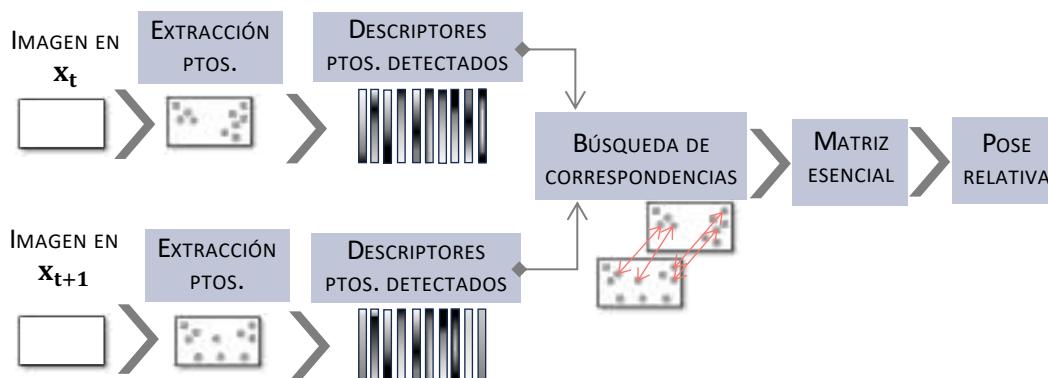 IMAGEN EN
x_t
EXTRACCIÓN
PTOS.
DESCRIPTORES
PTOS. DETECTADOS
BÚSQUEDA DE
CORRESPONDENCIAS
MATRIZ
ESENCIAL
POSE
RELATIVA
IMAGEN EN
x_{t+1}
EXTRACCIÓN
PTOS.
DESCRIPTORES
PTOS. DETECTADOS